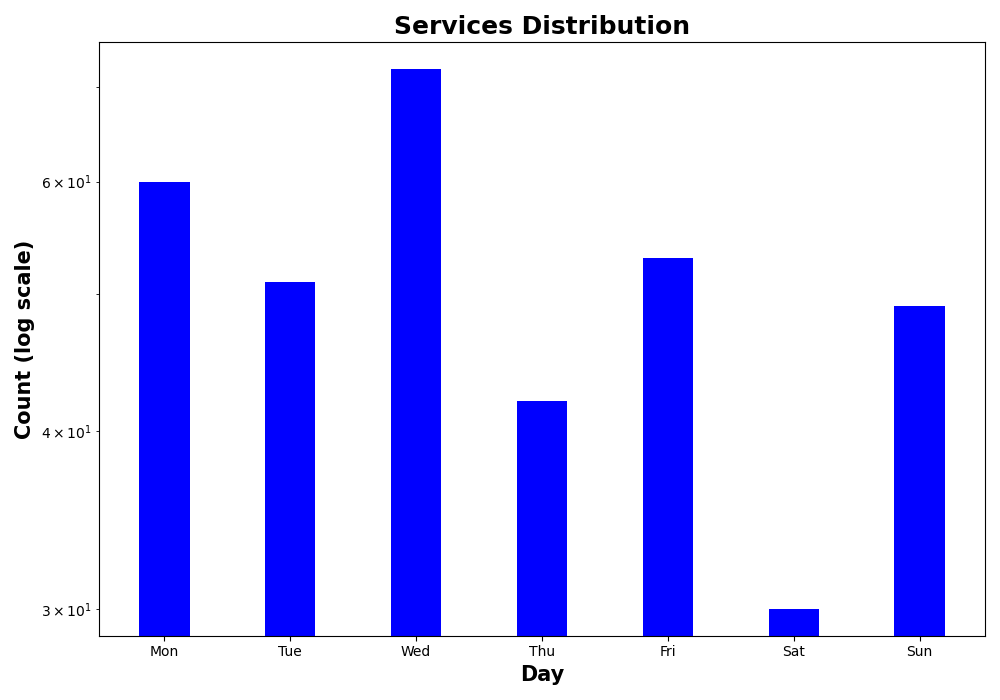 Services Distribution
Count (log scale)
6 × 10¹
4 × 10¹
3 × 10¹
Mon Tue Wed Thu Fri Sat Sun
Day